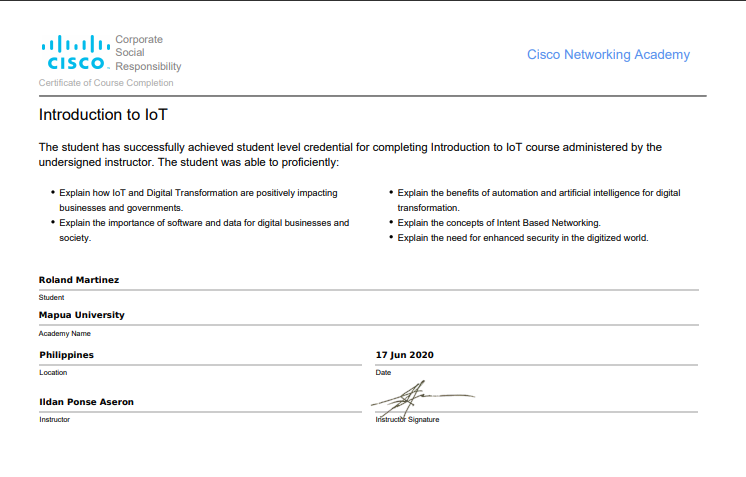 Corporate
Social
Responsibility
CISCO.
Cisco Networking Academy
Certificate of Course Completion
Introduction to IoT
The student has successfully achieved student level credential for completing Introduction to IoT course administered by the
undersigned instructor. The student was able to proficiently:
• Explain how IoT and Digital Transformation are positively impacting
businesses and governments.
• Explain the importance of software and data for digital businesses and
society.
• Explain the benefits of automation and artificial intelligence for digital
transformation.
• Explain the concepts of Intent Based Networking.
• Explain the need for enhanced security in the digitized world.
Roland Martinez
Student
Mapua University
Academy Name
Philippines
Location
17 Jun 2020
Date
Ildan Ponse Aseron
Instructor
Instructor Signature